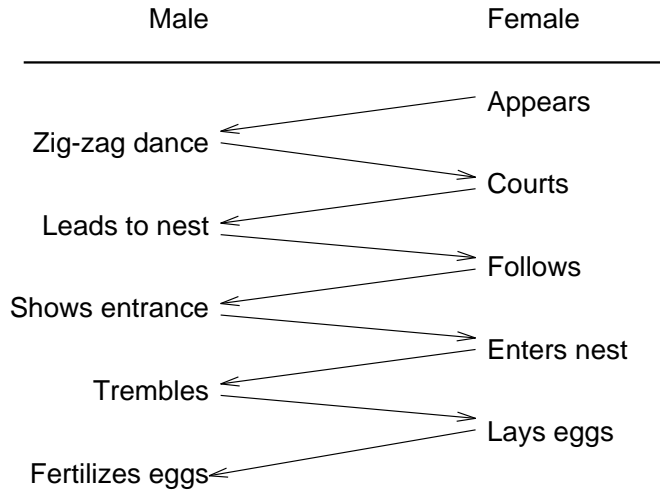 Male Female
Appears
Zig-zag dance
Courts
Leads to nest
Follows
Shows entrance
Enters nest
Trembles
Lays eggs
Fertilizes eggs